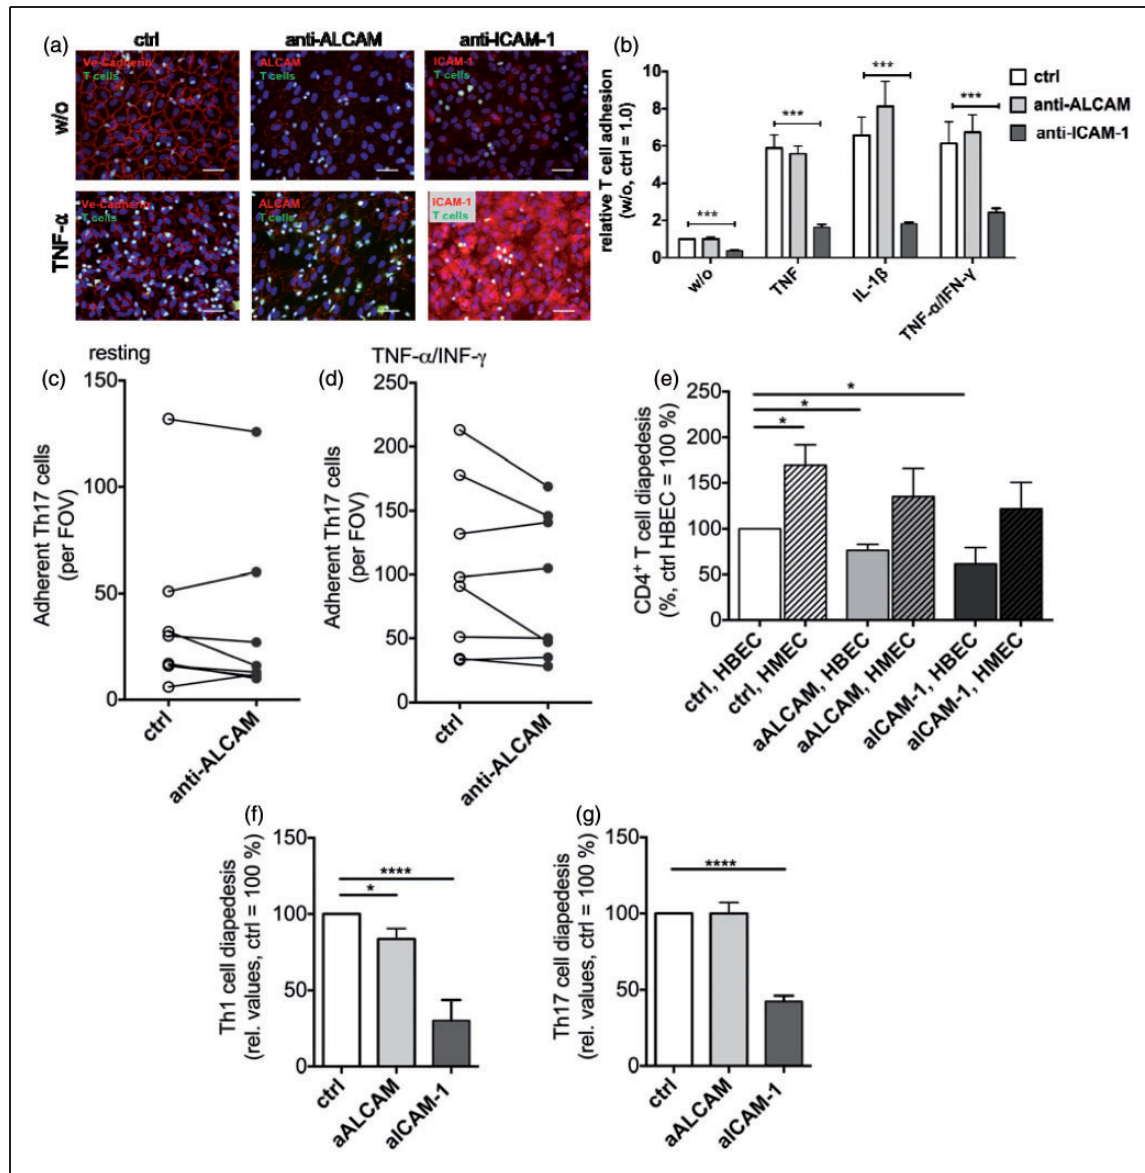 (a)
ctrl
anti-ALCAM
anti-ICAM-1
w/o
Ve-Cadherin
T cells
ALCAM
T cells
ICAM-1
T cells
TNF-α
Ve-Cadherin
T cells
ALCAM
T cells
ICAM-1
T cells
(b)
relative T cell adhesion
(w/o, ctrl = 1.0)
10
8
6
4
2
0
***
***
***
***
w/o
TNF
IL-1β
TNF-α/IFN-γ
ctrl
anti-ALCAM
anti-ICAM-1
(c)
resting
Adherent Th17 cells
(per FOV)
150
100
50
0
ctrl
anti-ALCAM
(d)
TNF-α/INF-γ
Adherent Th17 cells
(per FOV)
250
200
150
100
50
0
ctrl
anti-ALCAM
(e)
CD4+ T cell diapedesis
(%, ctrl HBEC = 100 %)
250
200
150
100
50
0
*
*
*
ctrl, HBEC
ctrl, HMEC
aALCAM, HBEC
aALCAM, HMEC
aICAM-1, HBEC
aICAM-1, HMEC
(f)
Th1 cell diapedesis
(rel. values, ctrl = 100 %)
150
100
50
0
****
*
ctrl
aALCAM
aICAM-1
(g)
Th17 cell diapedesis
(rel. values, ctrl = 100 %)
150
100
50
0
****
ctrl
aALCAM
aICAM-1